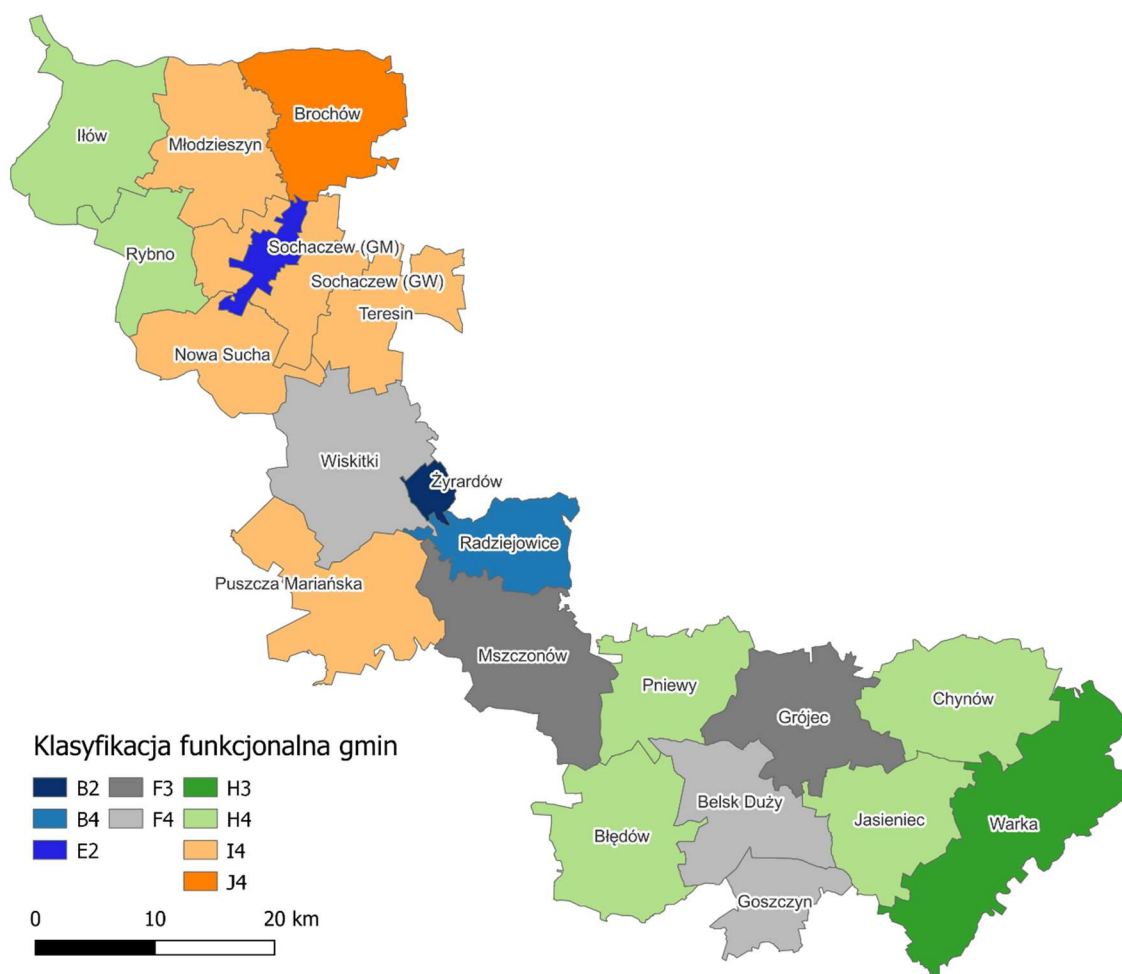 Brochów
Iłów
Młodzieszyn
Rybno
Sochaczew (GM)
Sochaczew (GW)
Teresin
Nowa Sucha
Wiskitki
Żyrardów
Radziejowice
Puszcza Mariańska
Mszczonów
Pniewy
Chynów
Grójec
Belsk Duży
Błędów
Jasieniec
Warka
Goszczyn
Klasyfikacja funkcjonalna gmin
B2 F3 H3
B4 F4 H4
E2 I4
J4
0 10 20 km